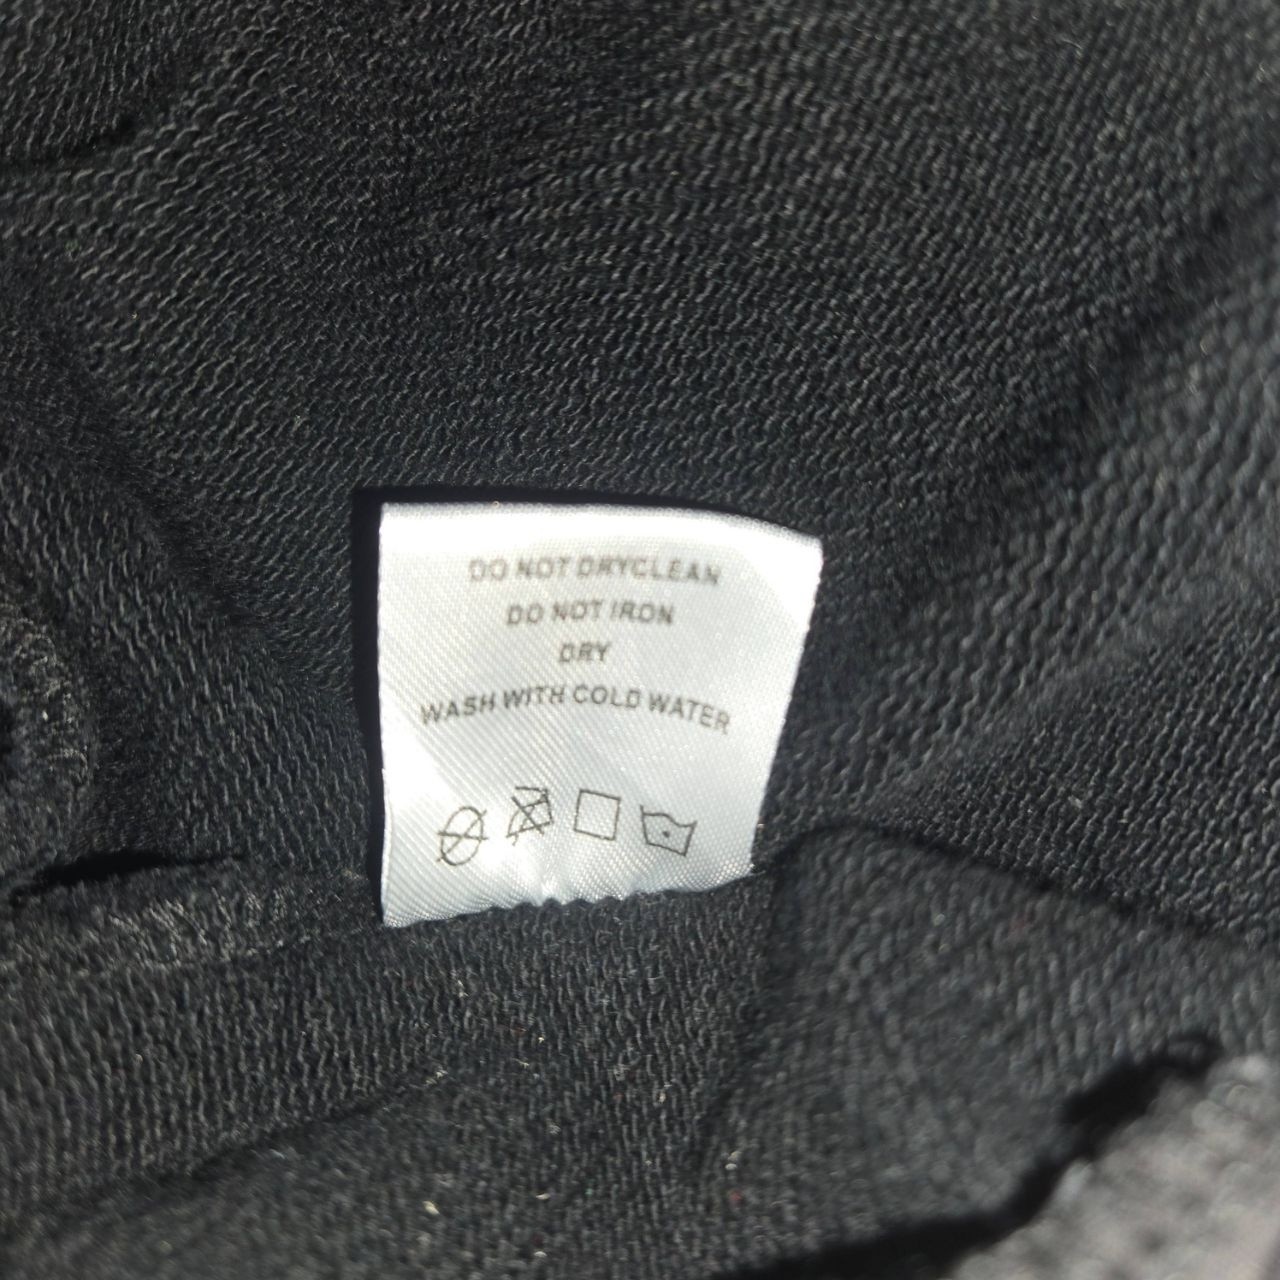 DO NOT DRYCLEAN
DO NOT IRON
DRY
WASH WITH COLD WATER